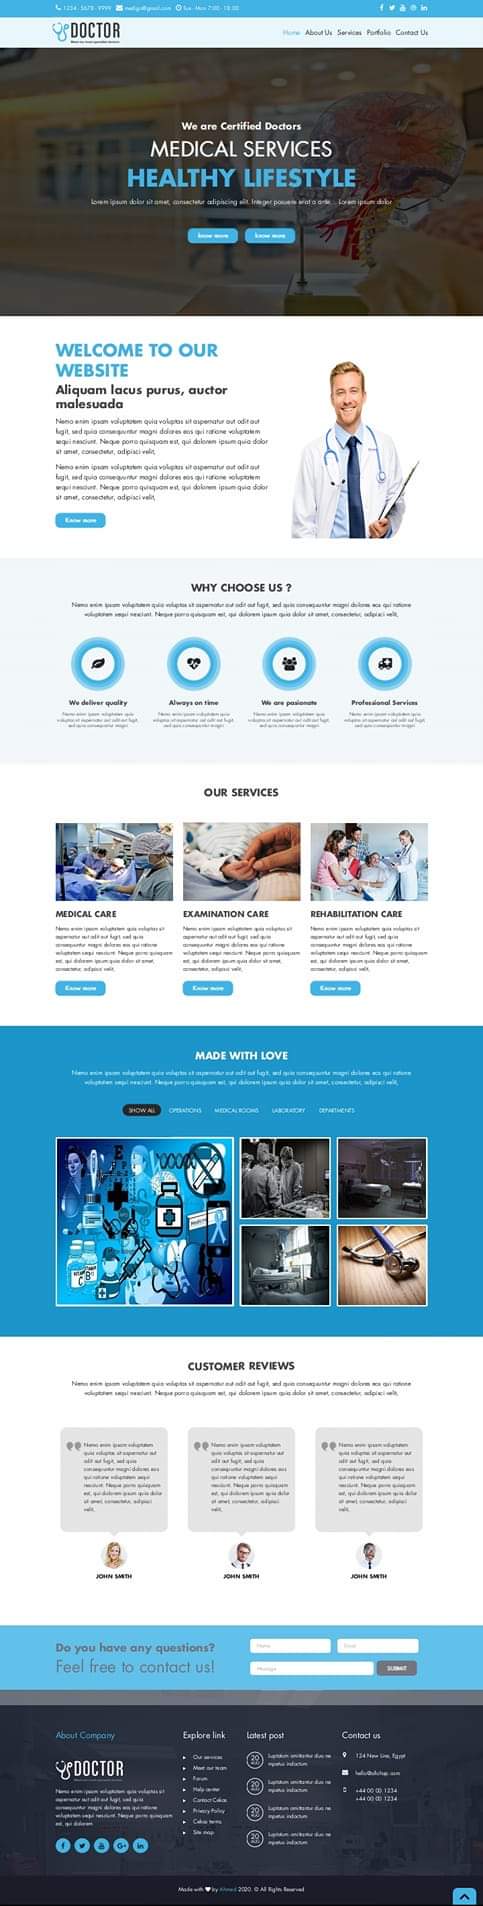 1234 - 5678 - 9999 medign@gmail.com Sun - Mon 7:00 - 18:00
DOCTOR
Home About Us Services Portfolio Contact Us
We are Certified Doctors
MEDICAL SERVICES
HEALTHY LIFESTYLE
Lorem ipsum dolor sit amet, consectetur adipiscing elit. Integer posuere erat a ante... Lorem ipsum dolor
know more know more
WELCOME TO OUR
WEBSITE
Aliquam lacus purus, auctor
malesuada
Nemo enim ipsam voluptatem quia voluptas sit aspernatur aut odit aut
fugit, sed quia consequuntur magni dolores eos qui ratione voluptatem
sequi nesciunt. Neque porro quisquam est, qui dolorem ipsum quia dolor
sit amet, consectetur, adipisci velit,
Nemo enim ipsam voluptatem quia voluptas sit aspernatur aut odit aut
fugit, sed quia consequuntur magni dolores eos qui ratione voluptatem
sequi nesciunt. Neque porro quisquam est, qui dolorem ipsum quia dolor
sit amet, consectetur, adipisci velit,
Know more
WHY CHOOSE US ?
Nemo enim ipsam voluptatem quia voluptas sit aspernatur aut odit aut fugit, sed quia consequuntur magni dolores eos qui ratione
voluptatem sequi nesciunt. Neque porro quisquam est, qui dolorem ipsum quia dolor sit amet, consectetur, adipisci velit,
We deliver quality
Nemo enim ipsam voluptatem quia
voluptas sit aspernatur aut odit aut fugit,
sed quia consequuntur magni
Always on time
Nemo enim ipsam voluptatem quia
voluptas sit aspernatur aut odit aut fugit,
sed quia consequuntur magni
We are pasionate
Nemo enim ipsam voluptatem quia
voluptas sit aspernatur aut odit aut fugit,
sed quia consequuntur magni
Professional Services
Nemo enim ipsam voluptatem quia
voluptas sit aspernatur aut odit aut fugit,
sed quia consequuntur magni
OUR SERVICES
MEDICAL CARE
Nemo enim ipsam voluptatem quia voluptas sit
aspernatur aut odit aut fugit, sed quia
consequuntur magni dolores eos qui ratione
voluptatem sequi nesciunt. Neque porro quisquam
est, qui dolorem ipsum quia dolor sit amet,
consectetur, adipisci velit,
Know more
EXAMINATION CARE
Nemo enim ipsam voluptatem quia voluptas sit
aspernatur aut odit aut fugit, sed quia
consequuntur magni dolores eos qui ratione
voluptatem sequi nesciunt. Neque porro quisquam
est, qui dolorem ipsum quia dolor sit amet,
consectetur, adipisci velit,
Know more
REHABILITATION CARE
Nemo enim ipsam voluptatem quia voluptas sit
aspernatur aut odit aut fugit, sed quia
consequuntur magni dolores eos qui ratione
voluptatem sequi nesciunt. Neque porro quisquam
est, qui dolorem ipsum quia dolor sit amet,
consectetur, adipisci velit,
Know more
MADE WITH LOVE
Nemo enim ipsam voluptatem quia voluptas sit aspernatur aut odit aut fugit, sed quia consequuntur magni dolores eos qui ratione
voluptatem sequi nesciunt. Neque porro quisquam est, qui dolorem ipsum quia dolor sit amet, consectetur, adipisci velit,
SHOW ALL OPERATIONS MEDICAL ROOMS LABORATORY DEPARTMENTS
CUSTOMER REVIEWS
Nemo enim ipsam voluptatem quia voluptas sit aspernatur aut odit aut fugit, sed quia consequuntur magni dolores eos qui ratione
voluptatem sequi nesciunt. Neque porro quisquam est, qui dolorem ipsum quia dolor sit amet, consectetur, adipisci velit,
Nemo enim ipsam voluptatem
quia voluptas sit aspernatur aut
odit aut fugit, sed quia
consequuntur magni dolores eos
qui ratione voluptatem sequi
nesciunt. Neque porro quisquam
est, qui dolorem ipsum quia dolor
sit amet, consectetur, adipisci
velit,
JOHN SMITH
Nemo enim ipsam voluptatem
quia voluptas sit aspernatur aut
odit aut fugit, sed quia
consequuntur magni dolores eos
qui ratione voluptatem sequi
nesciunt. Neque porro quisquam
est, qui dolorem ipsum quia dolor
sit amet, consectetur, adipisci
velit,
JOHN SMITH
Nemo enim ipsam voluptatem
quia voluptas sit aspernatur aut
odit aut fugit, sed quia
consequuntur magni dolores eos
qui ratione voluptatem sequi
nesciunt. Neque porro quisquam
est, qui dolorem ipsum quia dolor
sit amet, consectetur, adipisci
velit,
JOHN SMITH
Do you have any questions?
Feel free to contact us!
Name Email
Message SUBMIT
About Company
DOCTOR
Nemo enim ipsam voluptatem quia voluptas sit
aspernatur aut odit aut fugit, sed quia
consequuntur magni dolores eos qui ratione
voluptatem sequi nesciunt. Neque porro quisquam
est, qui dolorem
Explore link
Our services
Meet our team
Forum
Help center
Contact Cekas
Privacy Policy
Cekas terms
Site map
Latest post
20
AUG
Luptatum omittantur duo ne
mpetus indoctum
20
AUG
Luptatum omittantur duo ne
mpetus indoctum
20
AUG
Luptatum omittantur duo ne
mpetus indoctum
20
AUG
Luptatum omittantur duo ne
mpetus indoctum
Contact us
124 New Line, Egypt
+44 00 00 1234
+44 00 00 1234
Made with by Ahmed 2020. © All Rights Reserved